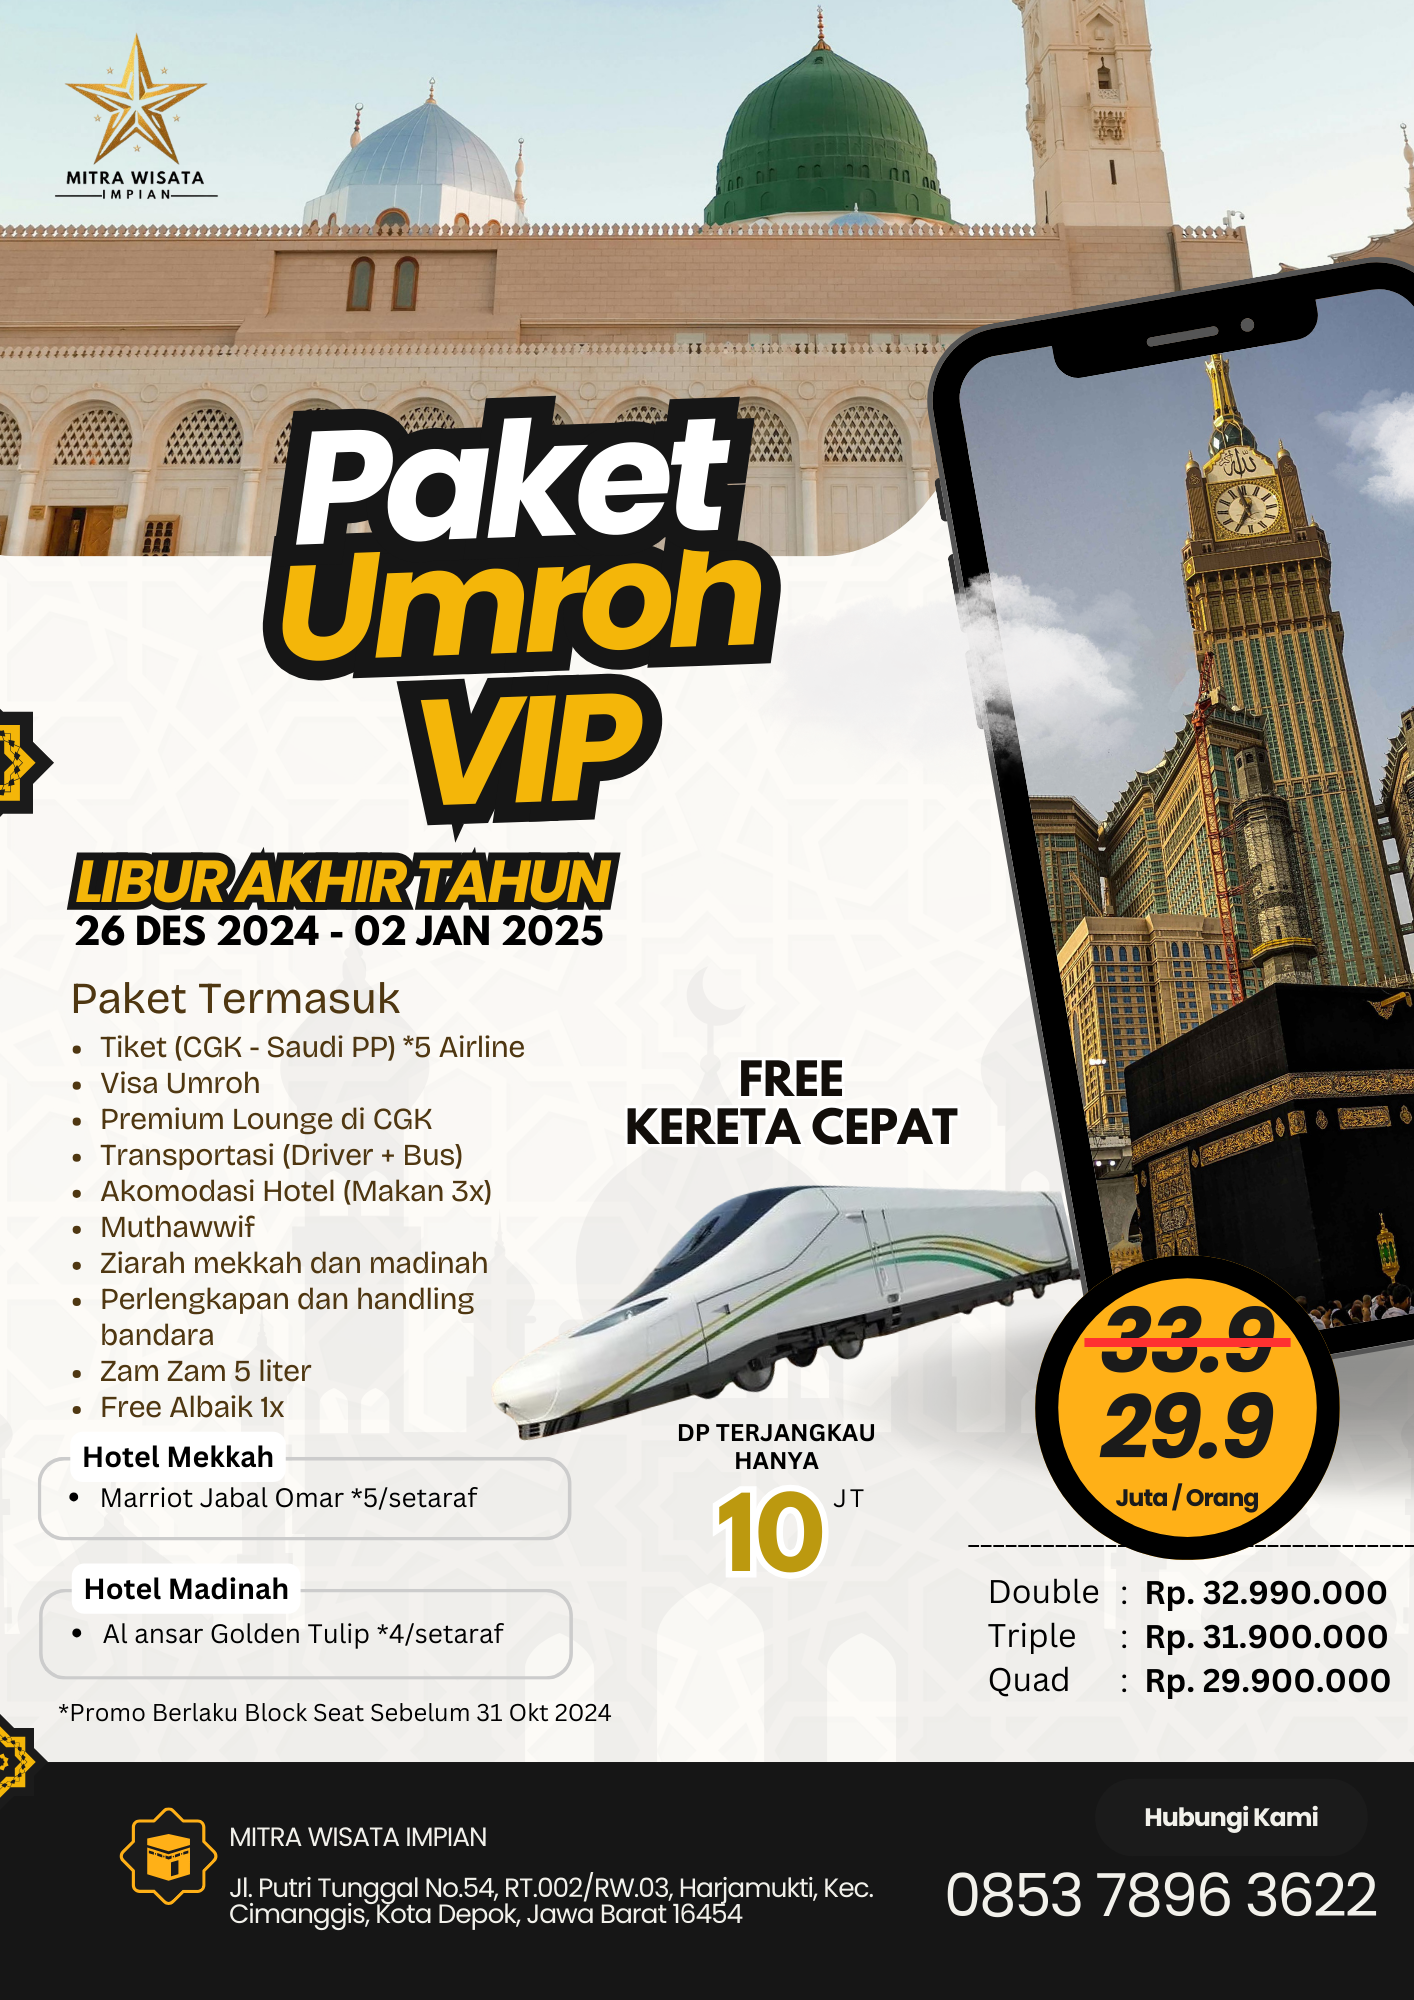 MITRA WISATA
IMPIAN
Paket
Umroh
VIP
LIBUR AKHIR TAHUN
26 DES 2024 - 02 JAN 2025
Paket Termasuk
• Tiket (CGK - Saudi PP) *5 Airline
• Visa Umroh
• Premium Lounge di CGK
• Transportasi (Driver + Bus)
• Akomodasi Hotel (Makan 3x)
• Muthawwif
• Ziarah mekkah dan madinah
• Perlengkapan dan handling
bandara
• Zam Zam 5 liter
• Free Albaik 1x
FREE
KERETA CEPAT
Hotel Mekkah
• Marriot Jabal Omar *5/setaraf
Hotel Madinah
• Al ansar Golden Tulip *4/setaraf
*Promo Berlaku Block Seat Sebelum 31 Okt 2024
DP TERJANGKAU
HANYA
10 JT
33.9
29.9
Juta / Orang
Double : Rp. 32.990.000
Triple : Rp. 31.900.000
Quad : Rp. 29.900.000
MITRA WISATA IMPIAN
Jl. Putri Tunggal No.54, RT.002/RW.03, Harjamukti, Kec.
Cimanggis, Kota Depok, Jawa Barat 16454
Hubungi Kami
0853 7896 3622